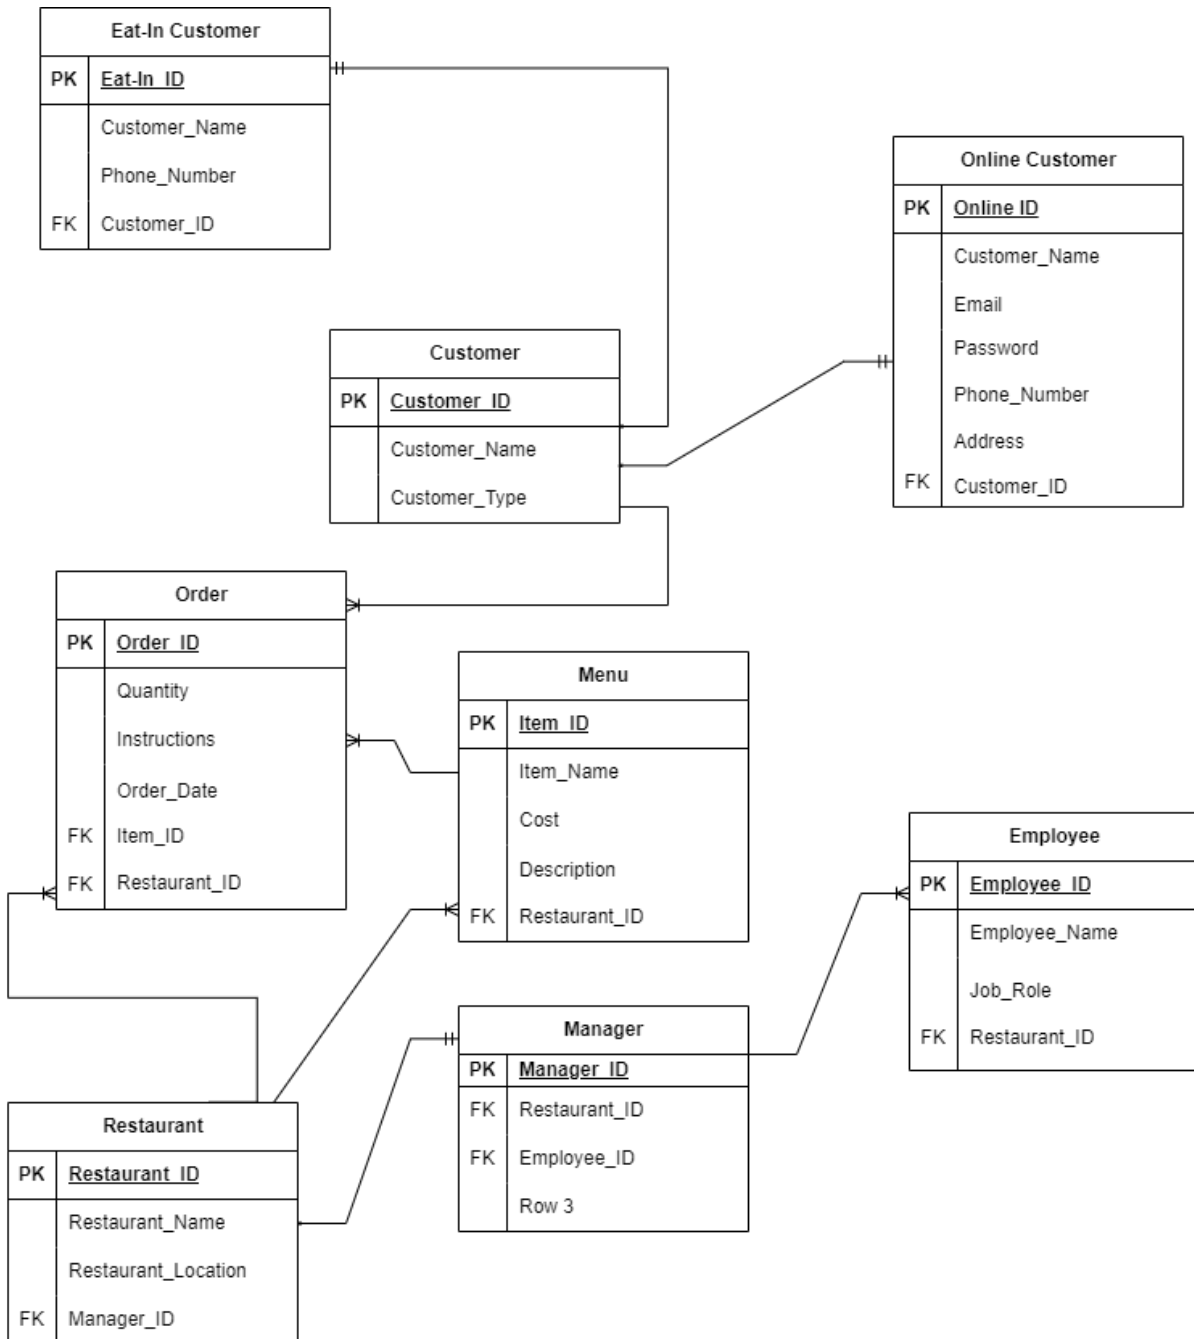 Eat-In Customer
PK Eat-In_ID
Customer_Name
Phone_Number
FK Customer_ID
Online Customer
PK Online ID
Customer_Name
Email
Password
Phone_Number
Address
FK Customer_ID
Customer
PK Customer_ID
Customer_Name
Customer_Type
Order
PK Order_ID
Quantity
Instructions
Order_Date
FK Item_ID
FK Restaurant_ID
Menu
PK Item_ID
Item_Name
Cost
Description
FK Restaurant_ID
Employee
PK Employee_ID
Employee_Name
Job_Role
FK Restaurant_ID
Manager
PK Manager_ID
FK Restaurant_ID
FK Employee_ID
Row 3
Restaurant
PK Restaurant_ID
Restaurant_Name
Restaurant_Location
FK Manager_ID